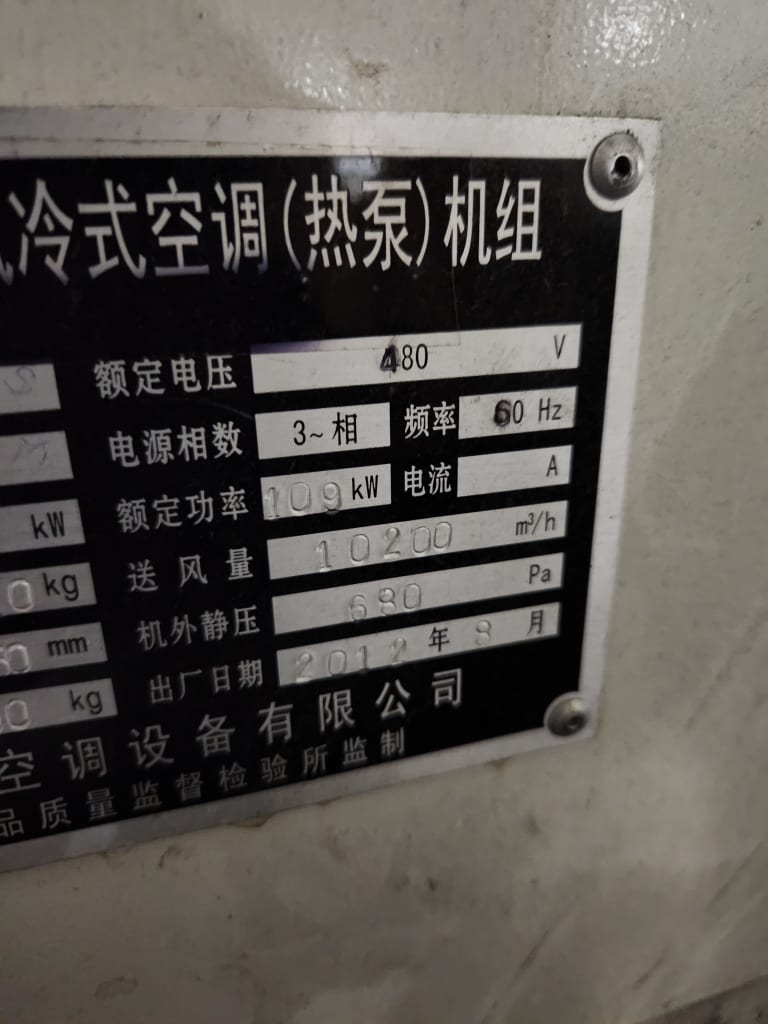 冷式空调(热泵)机组
额定电压 480 V
电源相数 3~相 频率 60 Hz
kW 额定功率 109 kW 电流 A
0 kg 送风量 10200 m³/h
0 mm 机外静压 680 Pa
0 kg 出厂日期 2012 年 8 月
空调设备有限公司
品质量监督检验所监制